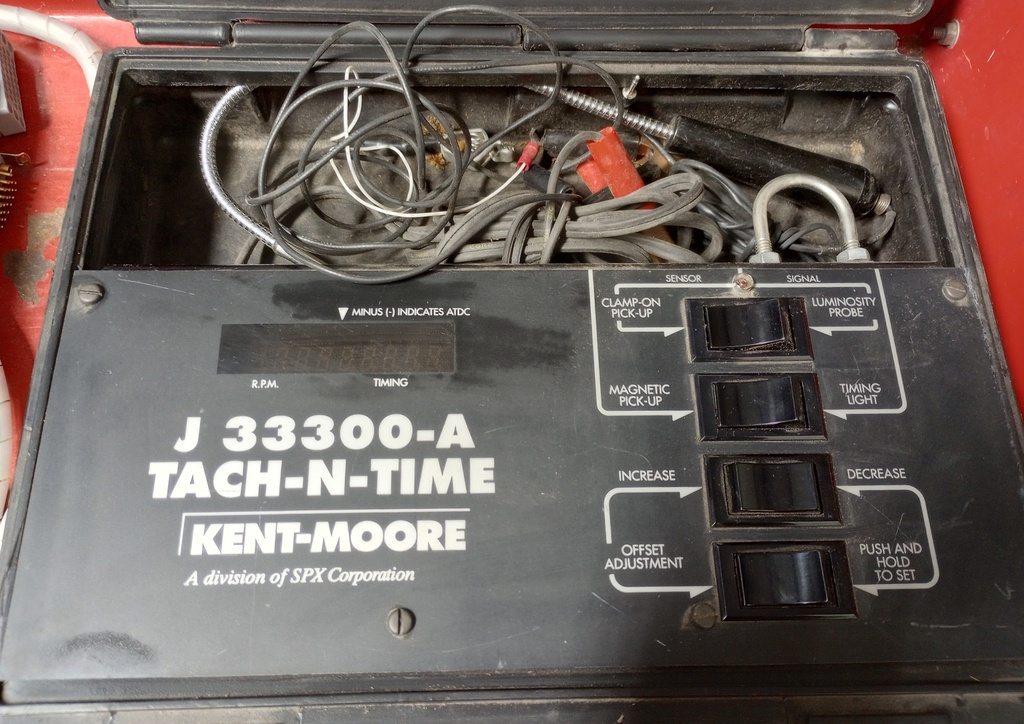 SENSOR
SIGNAL
CLAMP-ON
PICK-UP
LUMINOSITY
PROBE
▼ MINUS (-) INDICATES ATDC
R.P.M.
TIMING
MAGNETIC
PICK-UP
TIMING
LIGHT
J 33300-A
TACH-N-TIME
KENT-MOORE
A division of SPX Corporation
INCREASE
DECREASE
OFFSET
ADJUSTMENT
PUSH AND
HOLD
TO SET